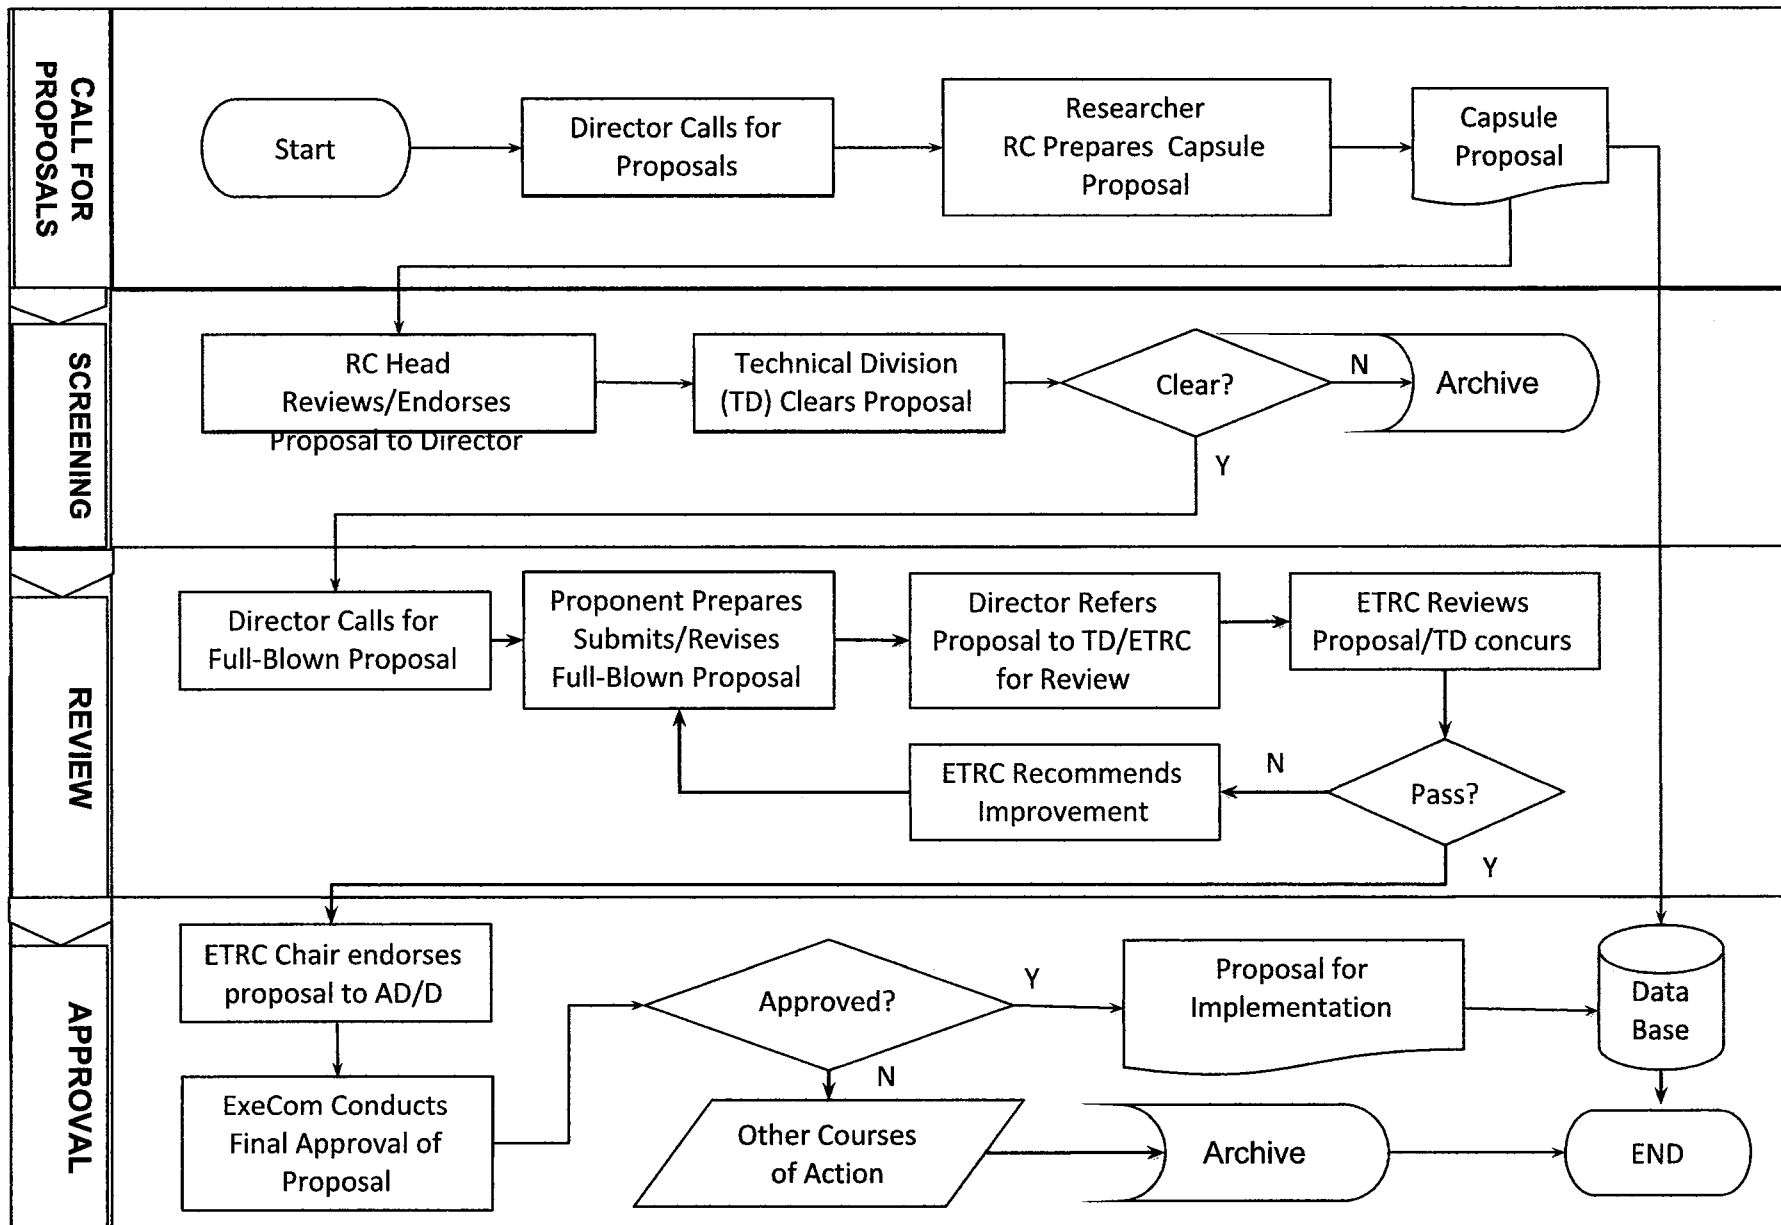 CALL FOR
PROPOSALS
Start
Director Calls for
Proposals
Researcher
RC Prepares Capsule
Proposal
Capsule
Proposal
SCREENING
RC Head
Reviews/Endorses
Proposal to Director
Technical Division
(TD) Clears Proposal
Clear?
N
Archive
Y
REVIEW
Director Calls for
Full-Blown Proposal
Proponent Prepares
Submits/Revises
Full-Blown Proposal
Director Refers
Proposal to TD/ETRC
for Review
ETRC Reviews
Proposal/TD concurs
ETRC Recommends
Improvement
N
Pass?
Y
APPROVAL
ETRC Chair endorses
proposal to AD/D
ExeCom Conducts
Final Approval of
Proposal
Approved?
Y
N
Proposal for
Implementation
Data
Base
Other Courses
of Action
Archive
END